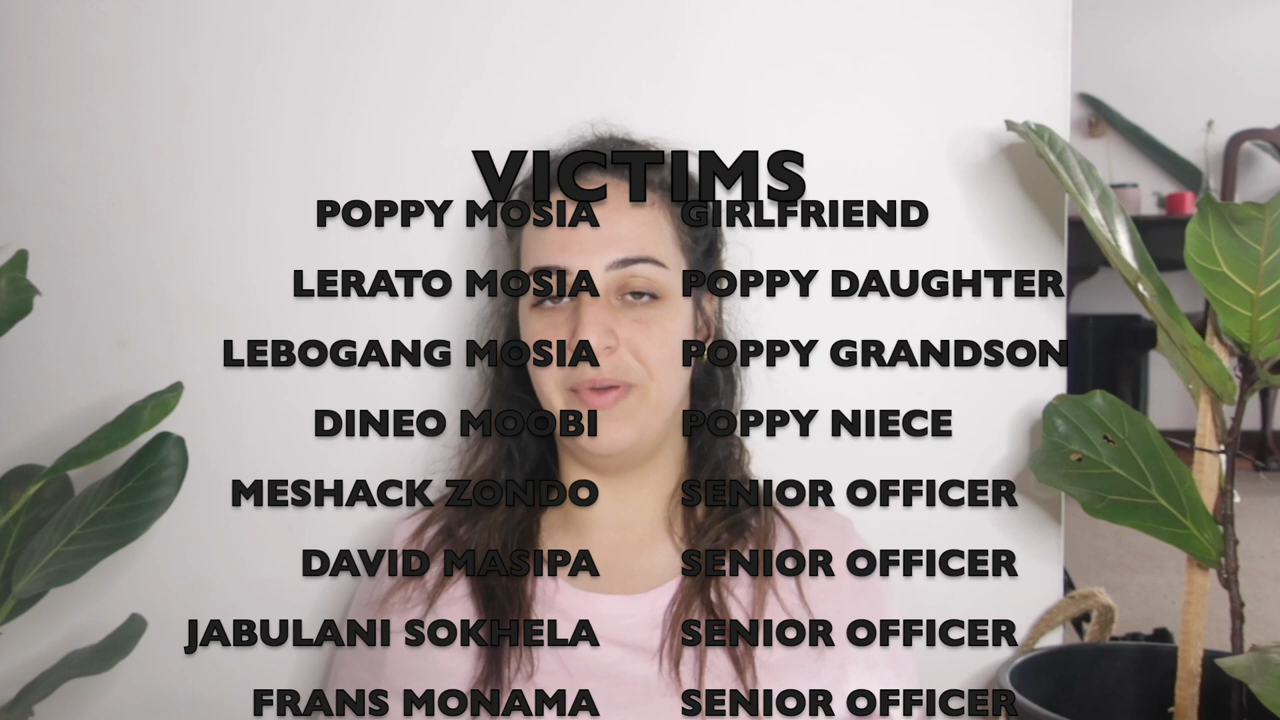 VICTIMS
POPPY MOSIA GIRLFRIEND
LERATO MOSIA POPPY DAUGHTER
LEBOGANG MOSIA POPPY GRANDSON
DINEO MOOBI POPPY NIECE
MESHACK ZONDO SENIOR OFFICER
DAVID MASIPA SENIOR OFFICER
JABULANI SOKHELA SENIOR OFFICER
FRANS MONAMA SENIOR OFFICER